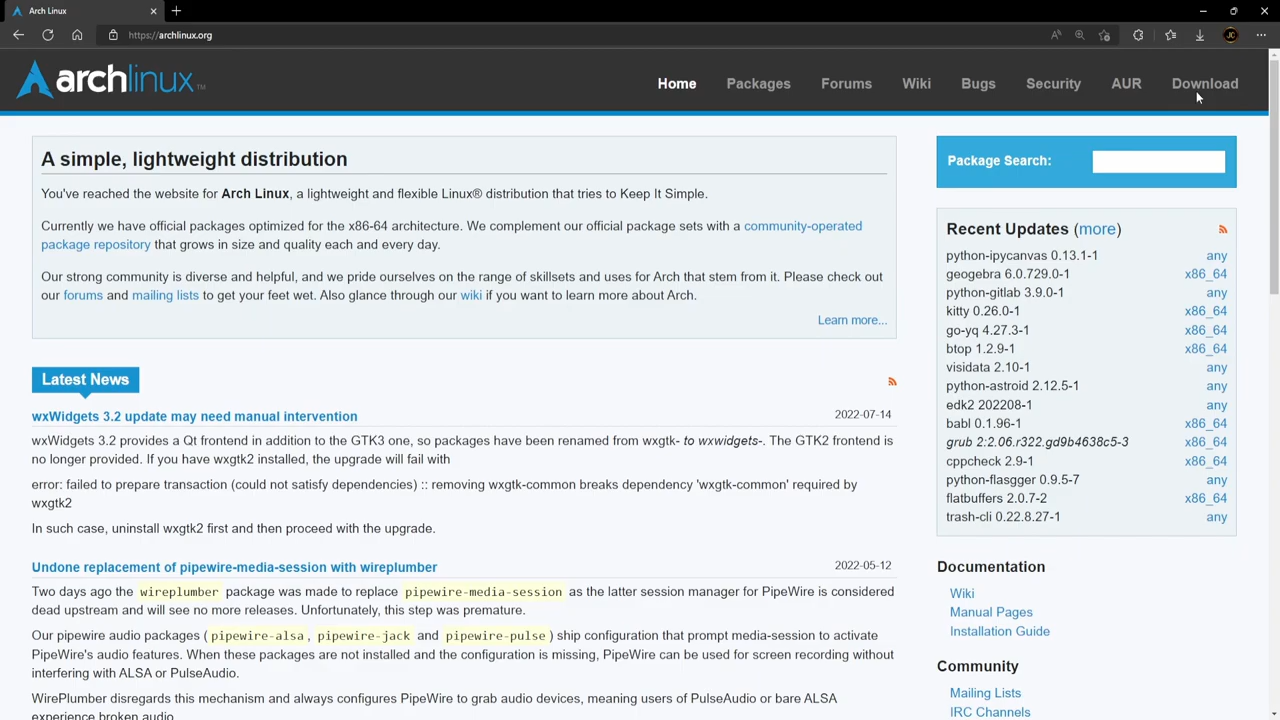 Arch Linux
https://archlinux.org
JC
archlinux™
Home Packages Forums Wiki Bugs Security AUR Download
A simple, lightweight distribution
You've reached the website for Arch Linux, a lightweight and flexible Linux® distribution that tries to Keep It Simple.
Currently we have official packages optimized for the x86-64 architecture. We complement our official package sets with a community-operated
package repository that grows in size and quality each and every day.
Our strong community is diverse and helpful, and we pride ourselves on the range of skillsets and uses for Arch that stem from it. Please check out
our forums and mailing lists to get your feet wet. Also glance through our wiki if you want to learn more about Arch.
Learn more...
Latest News
wxWidgets 3.2 update may need manual intervention 2022-07-14
wxWidgets 3.2 provides a Qt frontend in addition to the GTK3 one, so packages have been renamed from wxgtk- to wxwidgets-. The GTK2 frontend is
no longer provided. If you have wxgtk2 installed, the upgrade will fail with
error: failed to prepare transaction (could not satisfy dependencies) :: removing wxgtk-common breaks dependency 'wxgtk-common' required by
wxgtk2
In such case, uninstall wxgtk2 first and then proceed with the upgrade.
Undone replacement of pipewire-media-session with wireplumber 2022-05-12
Two days ago the wireplumber package was made to replace pipewire-media-session as the latter session manager for PipeWire is considered
dead upstream and will see no more releases. Unfortunately, this step was premature.
Our pipewire audio packages ( pipewire-alsa , pipewire-jack and pipewire-pulse ) ship configuration that prompt media-session to activate
PipeWire's audio features. When these packages are not installed and the configuration is missing, PipeWire can be used for screen recording without
interfering with ALSA or PulseAudio.
WirePlumber disregards this mechanism and always configures PipeWire to grab audio devices, meaning users of PulseAudio or bare ALSA
experience broken audio
Package Search:
Recent Updates (more)
python-ipycanvas 0.13.1-1 any
geogebra 6.0.729.0-1 x86_64
python-gitlab 3.9.0-1 any
kitty 0.26.0-1 x86_64
go-yq 4.27.3-1 x86_64
btop 1.2.9-1 x86_64
visidata 2.10-1 any
python-astroid 2.12.5-1 any
edk2 202208-1 any
babl 0.1.96-1 x86_64
grub 2:2.06.r322.gd9b4638c5-3 x86_64
cppcheck 2.9-1 x86_64
python-flasgger 0.9.5-7 any
flatbuffers 2.0.7-2 x86_64
trash-cli 0.22.8.27-1 any
Documentation
Wiki
Manual Pages
Installation Guide
Community
Mailing Lists
IRC Channels